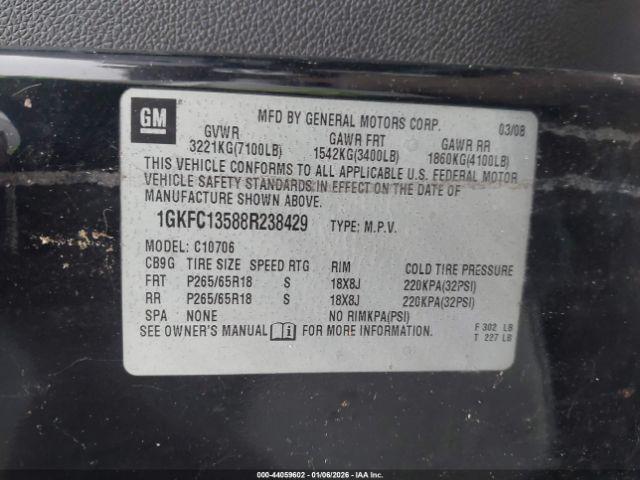 GM
MFD BY GENERAL MOTORS CORP. 03/08
GVWR GAWR FRT GAWR RR
3221KG(7100LB) 1542KG(3400LB) 1860KG(4100LB)
THIS VEHICLE CONFORMS TO ALL APPLICABLE U.S. FEDERAL MOTOR
VEHICLE SAFETY STANDARDS IN EFFECT ON THE DATE OF
MANUFACTURE SHOWN ABOVE.
1GKFC13588R238429 TYPE: M.P.V.
MODEL: C10706
CB9G TIRE SIZE SPEED RTG RIM COLD TIRE PRESSURE
FRT P265/65R18 S 18X8J 220KPA(32PSI)
RR P265/65R18 S 18X8J 220KPA(32PSI)
SPA NONE NO RIMKPA(PSI)
SEE OWNER'S MANUAL i FOR MORE INFORMATION.
F 302 LB
T 227 LB
000-44059602 - 01/06/2026 - IAAI.COM